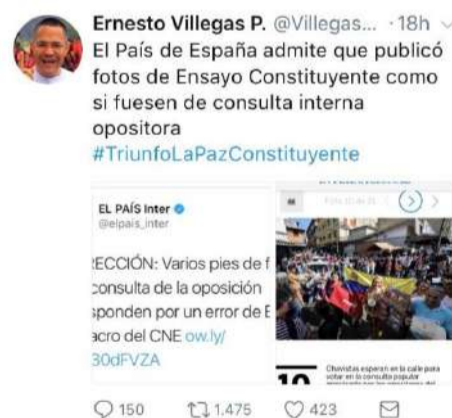 Ernesto Villegas P. @Villegas... · 18h
El País de España admite que publicó
fotos de Ensayo Constituyente como
si fuesen de consulta interna
opositora
#TriunfoLaPazConstituyente
EL PAÍS Inter
@elpais_inter
RECCIÓN: Varios pies de f
consulta de la oposición
sponden por un error de E
acro del CNE ow.ly/
30dFVZA
10
Chavistas esperan en la calle para
votar en la consulta popular
150 1.475 423